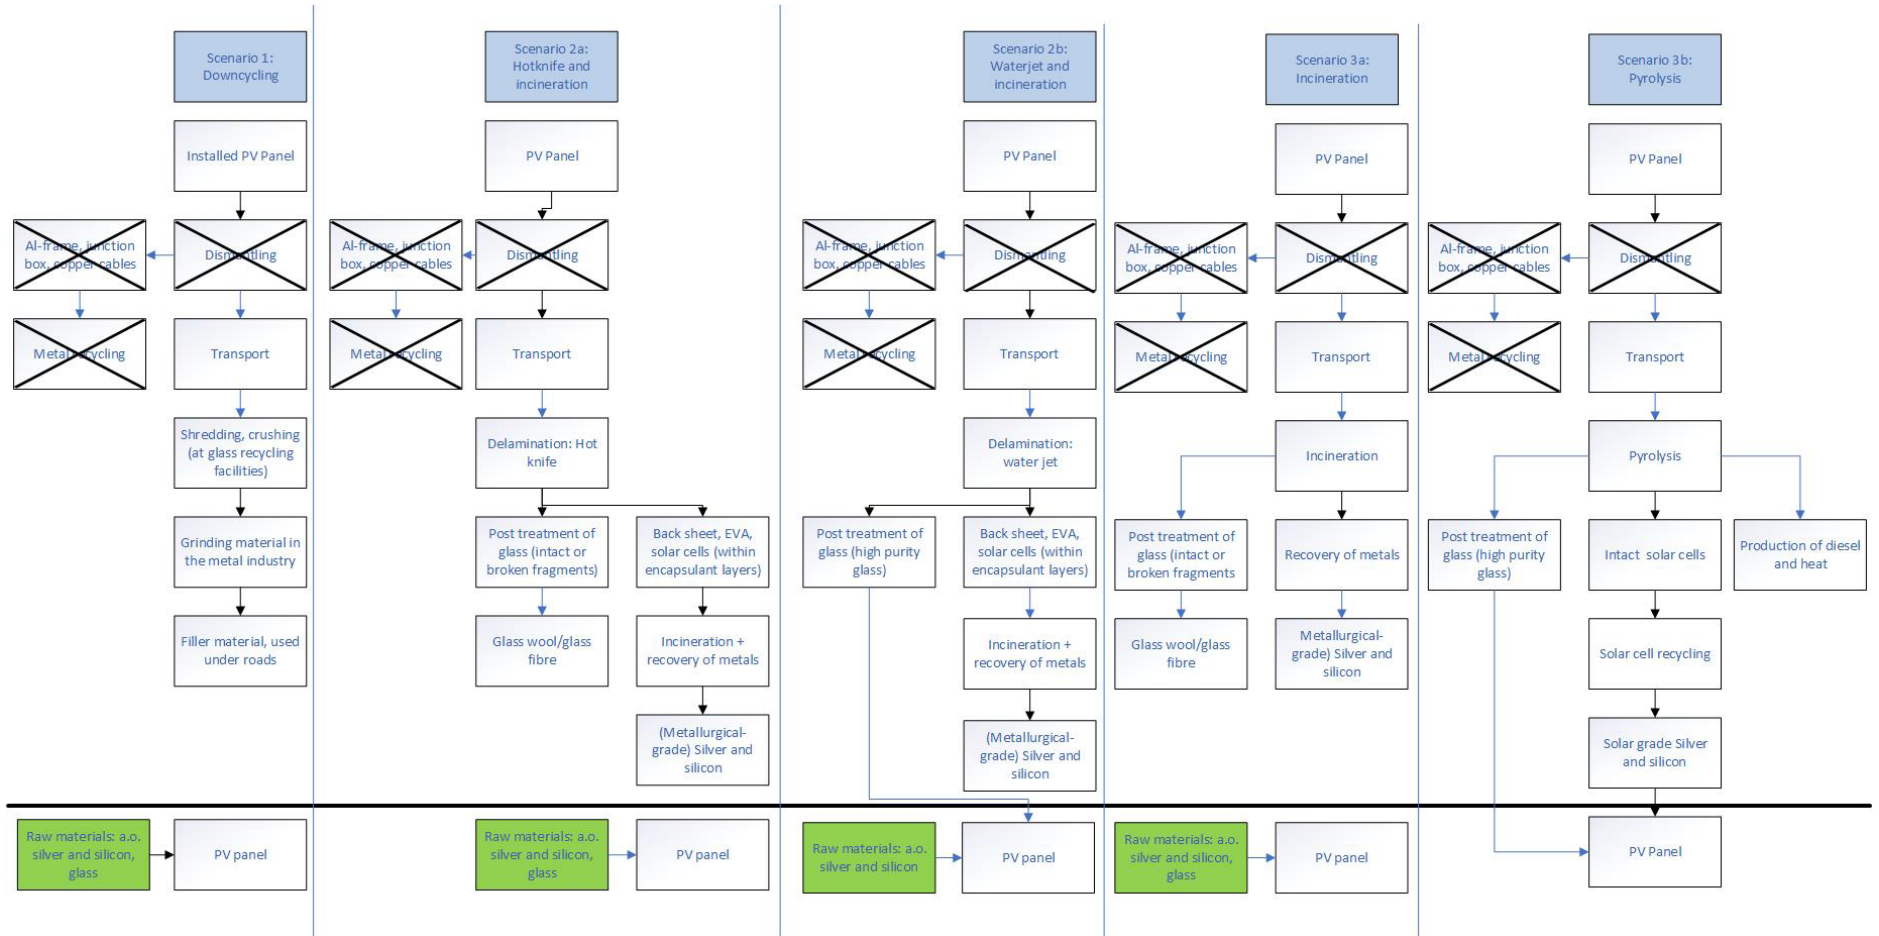 Scenario 1:
Downcycling
Installed PV Panel
Al-frame, junction
box, copper cables
Dismantling
Metal recycling
Transport
Shredding, crushing
(at glass recycling
facilities)
Grinding material in
the metal industry
Filler material, used
under roads
Raw materials: a.o.
silver and silicon,
glass
PV panel
Scenario 2a:
Hotknife and
incineration
PV Panel
Al-frame, junction
box, copper cables
Dismantling
Metal recycling
Transport
Delamination: Hot
knife
Post treatment of
glass (intact or
broken fragments)
Back sheet, EVA,
solar cells (within
encapsulant layers)
Glass wool/glass
fibre
Incineration +
recovery of metals
(Metallurgical-
grade) Silver and
silicon
Raw materials: a.o.
silver and silicon,
glass
PV panel
Scenario 2b:
Waterjet and
incineration
PV Panel
Al-frame, junction
box, copper cables
Dismantling
Metal recycling
Transport
Delamination:
water jet
Post treatment of
glass (high purity
glass)
Back sheet, EVA,
solar cells (within
encapsulant layers)
Incineration +
recovery of metals
(Metallurgical-
grade) Silver and
silicon
Raw materials: a.o.
silver and silicon
PV panel
Scenario 3a:
Incineration
PV Panel
Al-frame, junction
box, copper cables
Dismantling
Metal recycling
Transport
Incineration
Post treatment of
glass (intact or
broken fragments
Recovery of metals
Glass wool/glass
fibre
Metallurgical-
grade) Silver and
silicon
Raw materials: a.o.
silver and silicon,
glass
PV panel
Scenario 3b:
Pyrolysis
PV Panel
Al-frame, junction
box, copper cables
Dismantling
Metal recycling
Transport
Pyrolysis
Post treatment of
glass (high purity
glass)
Intact solar cells
Production of diesel
and heat
Solar cell recycling
Solar grade Silver
and silicon
PV Panel